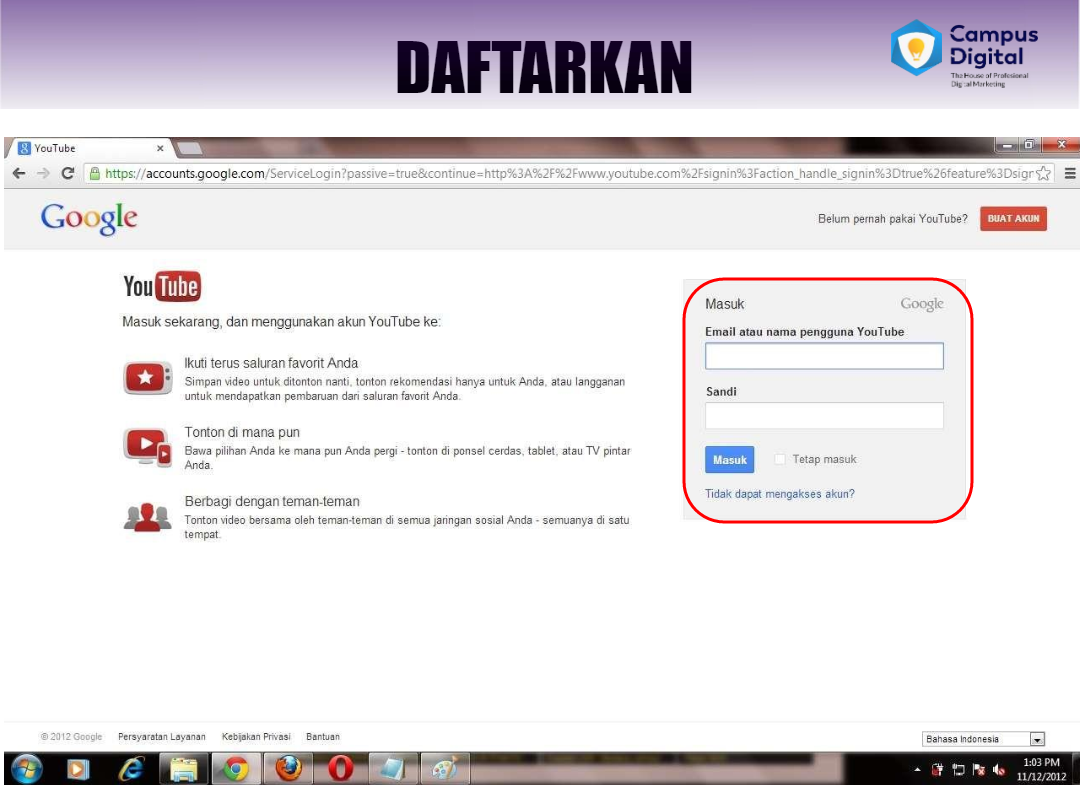 DAFTARKAN
Campus
Digital
The House of Profesional
Digital Marketing
YouTube
https://accounts.google.com/ServiceLogin?passive=true&continue=http%3A%2F%2Fwww.youtube.com%2Fsignin%3Faction_handle_signin%3Dtrue%26feature%3Dsign
Google
Belum pernah pakai YouTube?
BUAT AKUN
YouTube
Masuk sekarang, dan menggunakan akun YouTube ke:
Ikuti terus saluran favorit Anda
Simpan video untuk ditonton nanti, tonton rekomendasi hanya untuk Anda, atau langganan
untuk mendapatkan pembaruan dari saluran favorit Anda.
Tonton di mana pun
Bawa pilihan Anda ke mana pun Anda pergi - tonton di ponsel cerdas, tablet, atau TV pintar
Anda.
Berbagi dengan teman-teman
Tonton video bersama oleh teman-teman di semua jaringan sosial Anda - semuanya di satu
tempat.
Masuk
Google
Email atau nama pengguna YouTube
Sandi
Masuk
Tetap masuk
Tidak dapat mengakses akun?
© 2012 Google
Persyaratan Layanan
Kebijakan Privasi
Bantuan
Bahasa Indonesia
1:03 PM
11/12/2012